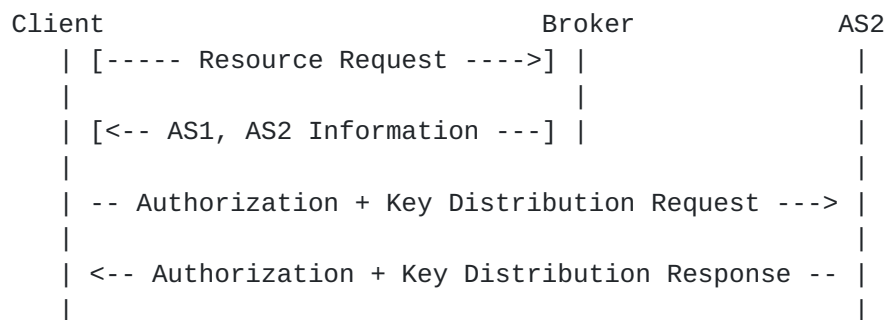 Client                            Broker             AS2
   | [----- Resource Request ---->] |                 |
   |                                |                 |
   | [<-- AS1, AS2 Information ---] |                 |
   |                                                  |
   | -- Authorization + Key Distribution Request ---> |
   |                                                  |
   | <-- Authorization + Key Distribution Response -- |
   |                                                  |